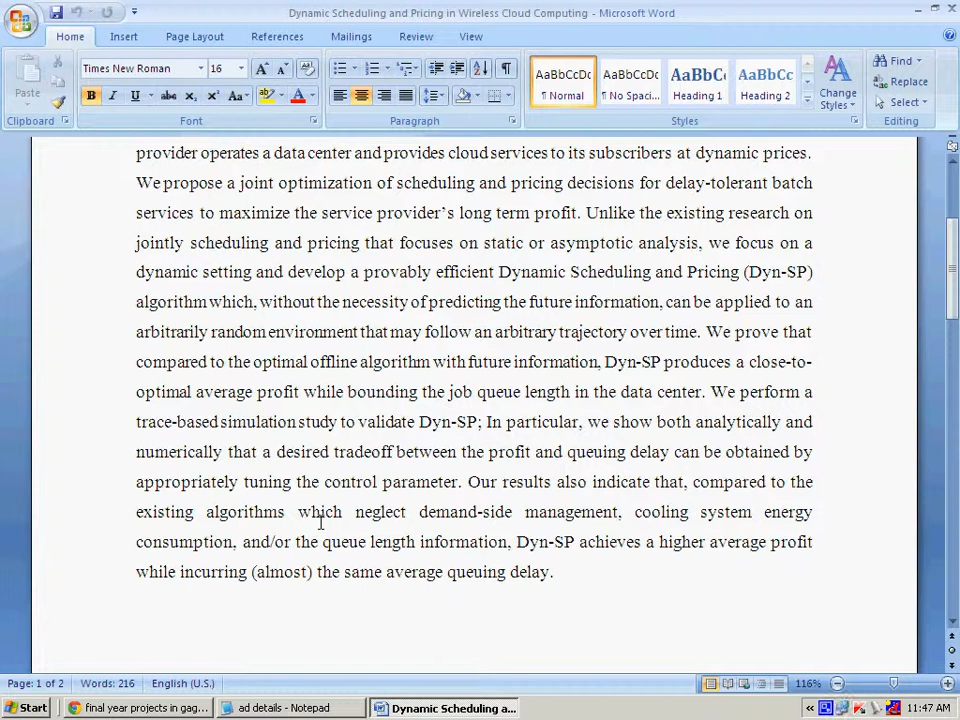 Dynamic Scheduling and Pricing in Wireless Cloud Computing - Microsoft Word
Home Insert Page Layout References Mailings Review View
Times New Roman 16
Paste
AaBbCcDc AaBbCcDc AaBbC AaBbCc
¶ Normal ¶ No Spaci... Heading 1 Heading 2
Change Styles
Find
Replace
Select
Clipboard Font Paragraph Styles Editing
provider operates a data center and provides cloud services to its subscribers at dynamic prices.
We propose a joint optimization of scheduling and pricing decisions for delay-tolerant batch
services to maximize the service provider’s long term profit. Unlike the existing research on
jointly scheduling and pricing that focuses on static or asymptotic analysis, we focus on a
dynamic setting and develop a provably efficient Dynamic Scheduling and Pricing (Dyn-SP)
algorithm which, without the necessity of predicting the future information, can be applied to an
arbitrarily random environment that may follow an arbitrary trajectory over time. We prove that
compared to the optimal offline algorithm with future information, Dyn-SP produces a close-to-
optimal average profit while bounding the job queue length in the data center. We perform a
trace-based simulation study to validate Dyn-SP; In particular, we show both analytically and
numerically that a desired tradeoff between the profit and queuing delay can be obtained by
appropriately tuning the control parameter. Our results also indicate that, compared to the
existing algorithms which neglect demand-side management, cooling system energy
consumption, and/or the queue length information, Dyn-SP achieves a higher average profit
while incurring (almost) the same average queuing delay.
Page: 1 of 2 Words: 216 English (U.S.) 116%
Start final year projects in gag... ad details - Notepad Dynamic Scheduling a... 11:47 AM